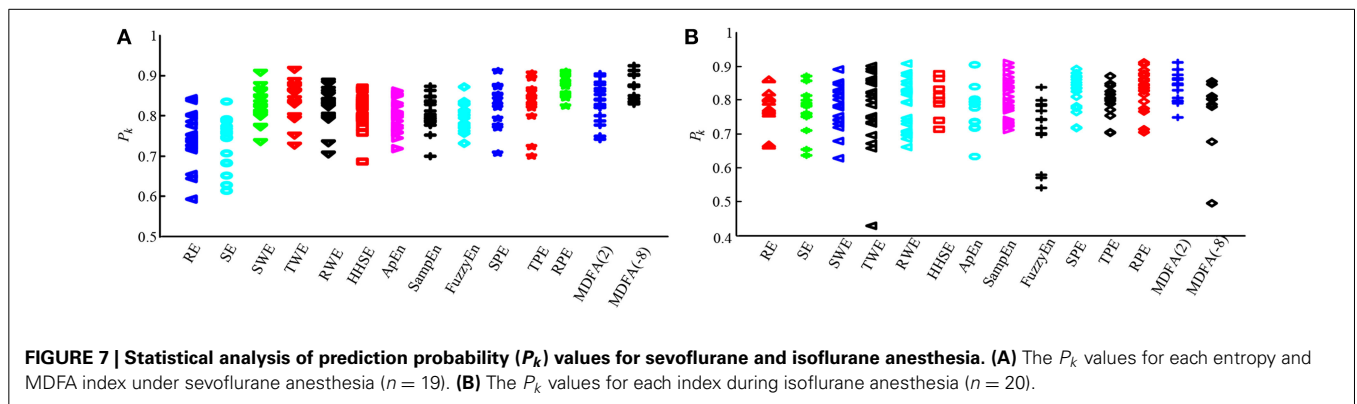 A
1
0.9
0.8
0.7
0.6
0.5
Pk
RE
SE
SWE
TWE
RWE
HHSE
ApEn
SampEn
FuzzyEn
SPE
TPE
RPE
MDFA(2)
MDFA(-8)
B
1
0.9
0.8
0.7
0.6
0.5
0.4
Pk
RE
SE
SWE
TWE
RWE
HHSE
ApEn
SampEn
FuzzyEn
SPE
TPE
RPE
MDFA(2)
MDFA(-8)
FIGURE 7 | Statistical analysis of prediction probability (Pk) values for sevoflurane and isoflurane anesthesia. (A) The Pk values for each entropy and
MDFA index under sevoflurane anesthesia (n = 19). (B) The Pk values for each index during isoflurane anesthesia (n = 20).